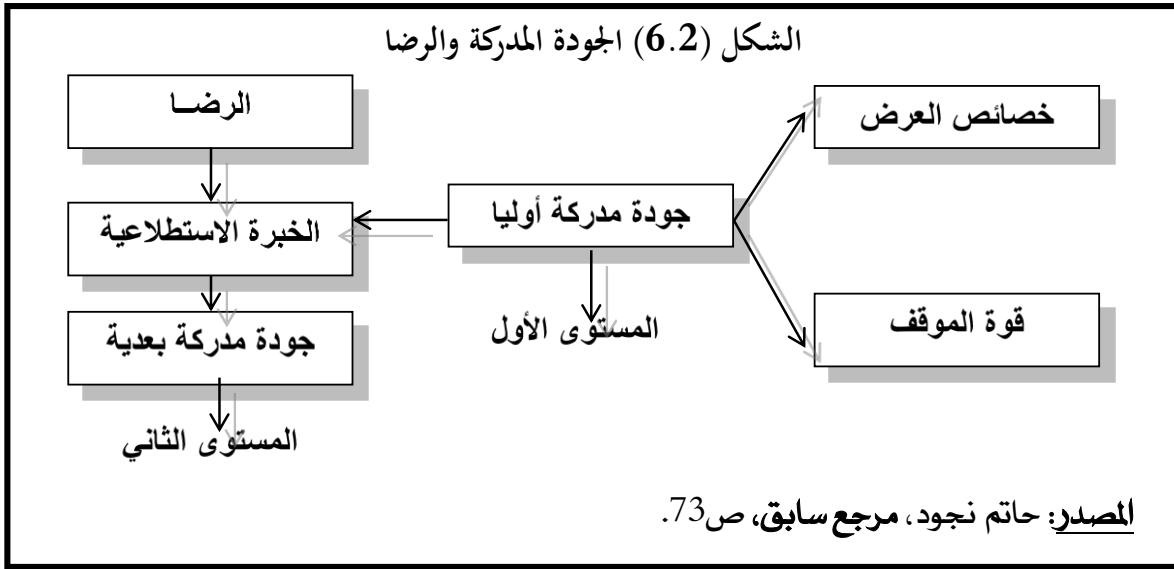 الشكل (6.2) الجودة المدركة والرضا
خصائص العرض
الرضــا
جودة مدركة أوليا
الخبرة الاستطلاعية
قوة الموقف
المستوى الأول
جودة مدركة بعدية
المستوى الثاني
المصدر: حاتم نجود، مرجع سابق، ص73.